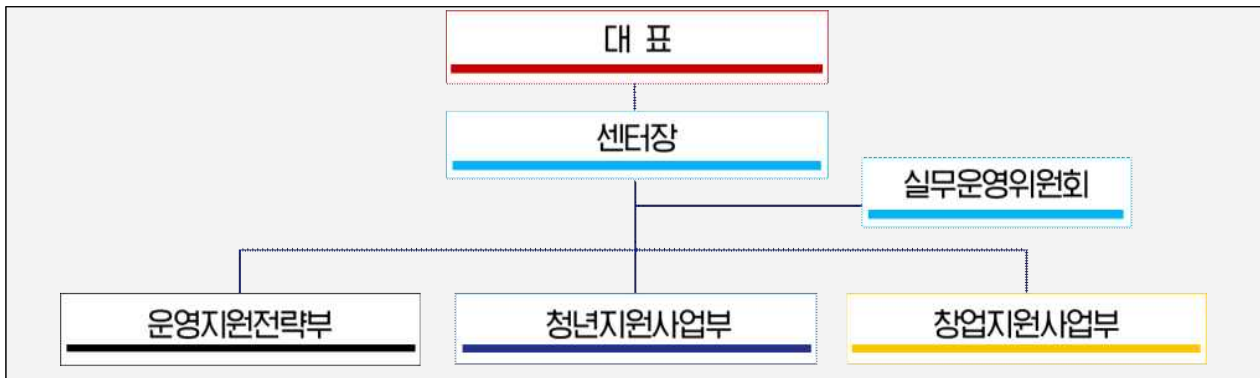 대 표
센터장
실무운영위원회
운영지원전략부
청년지원사업부
창업지원사업부